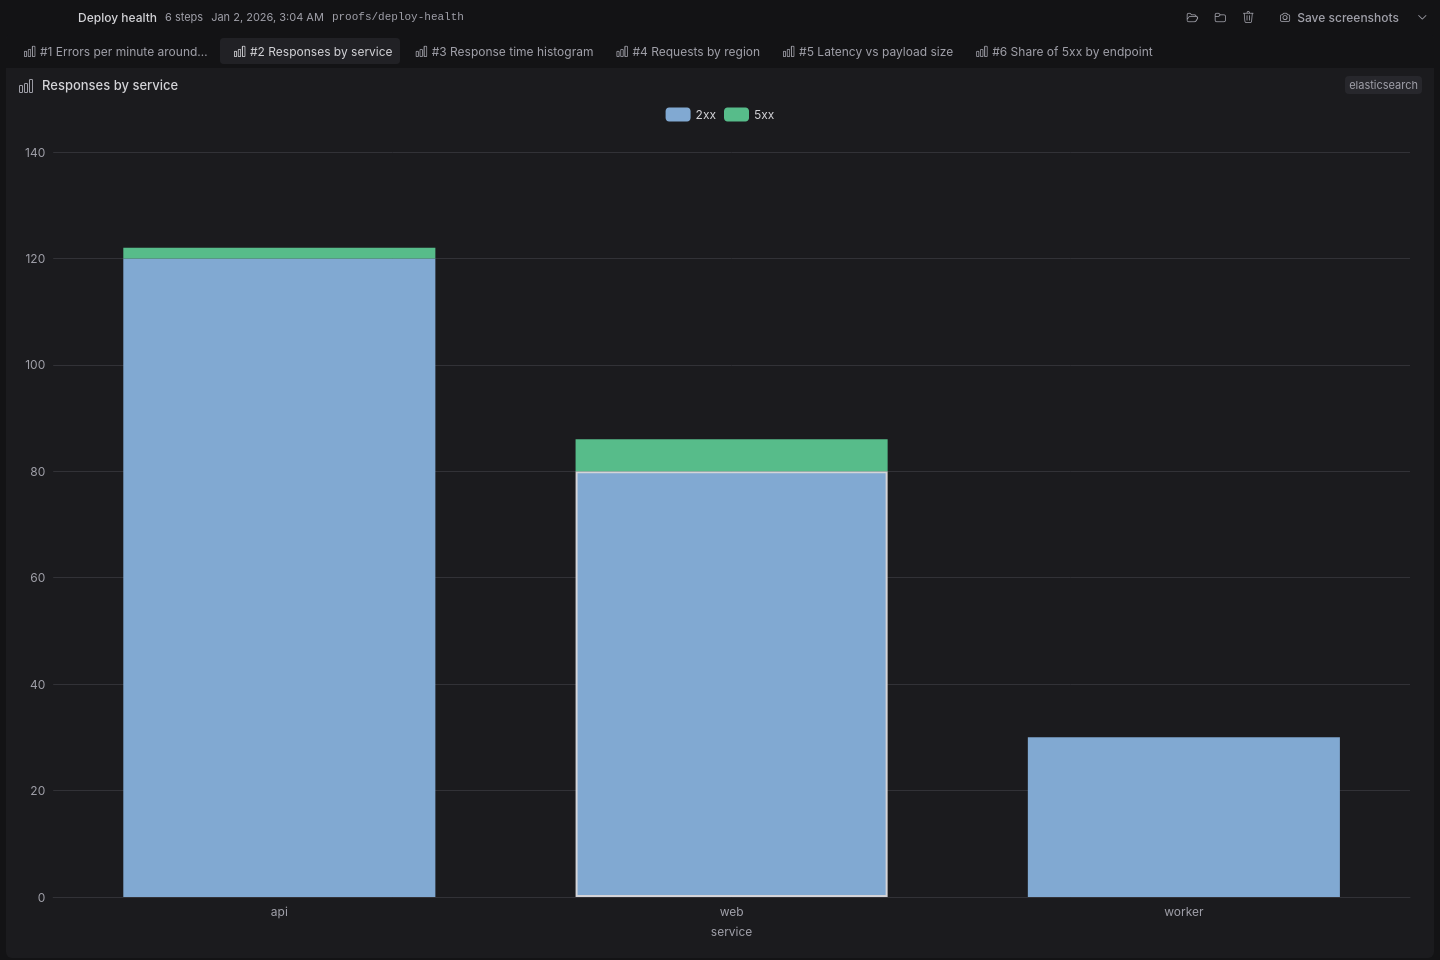 Deploy health 6 steps Jan 2, 2026, 3:04 AM proofs/deploy-health Save screenshots
#1 Errors per minute around... #2 Responses by service #3 Response time histogram #4 Requests by region #5 Latency vs payload size #6 Share of 5xx by endpoint
Responses by service elasticsearch
2xx 5xx
140
120
100
80
60
40
20
0
api web worker
service